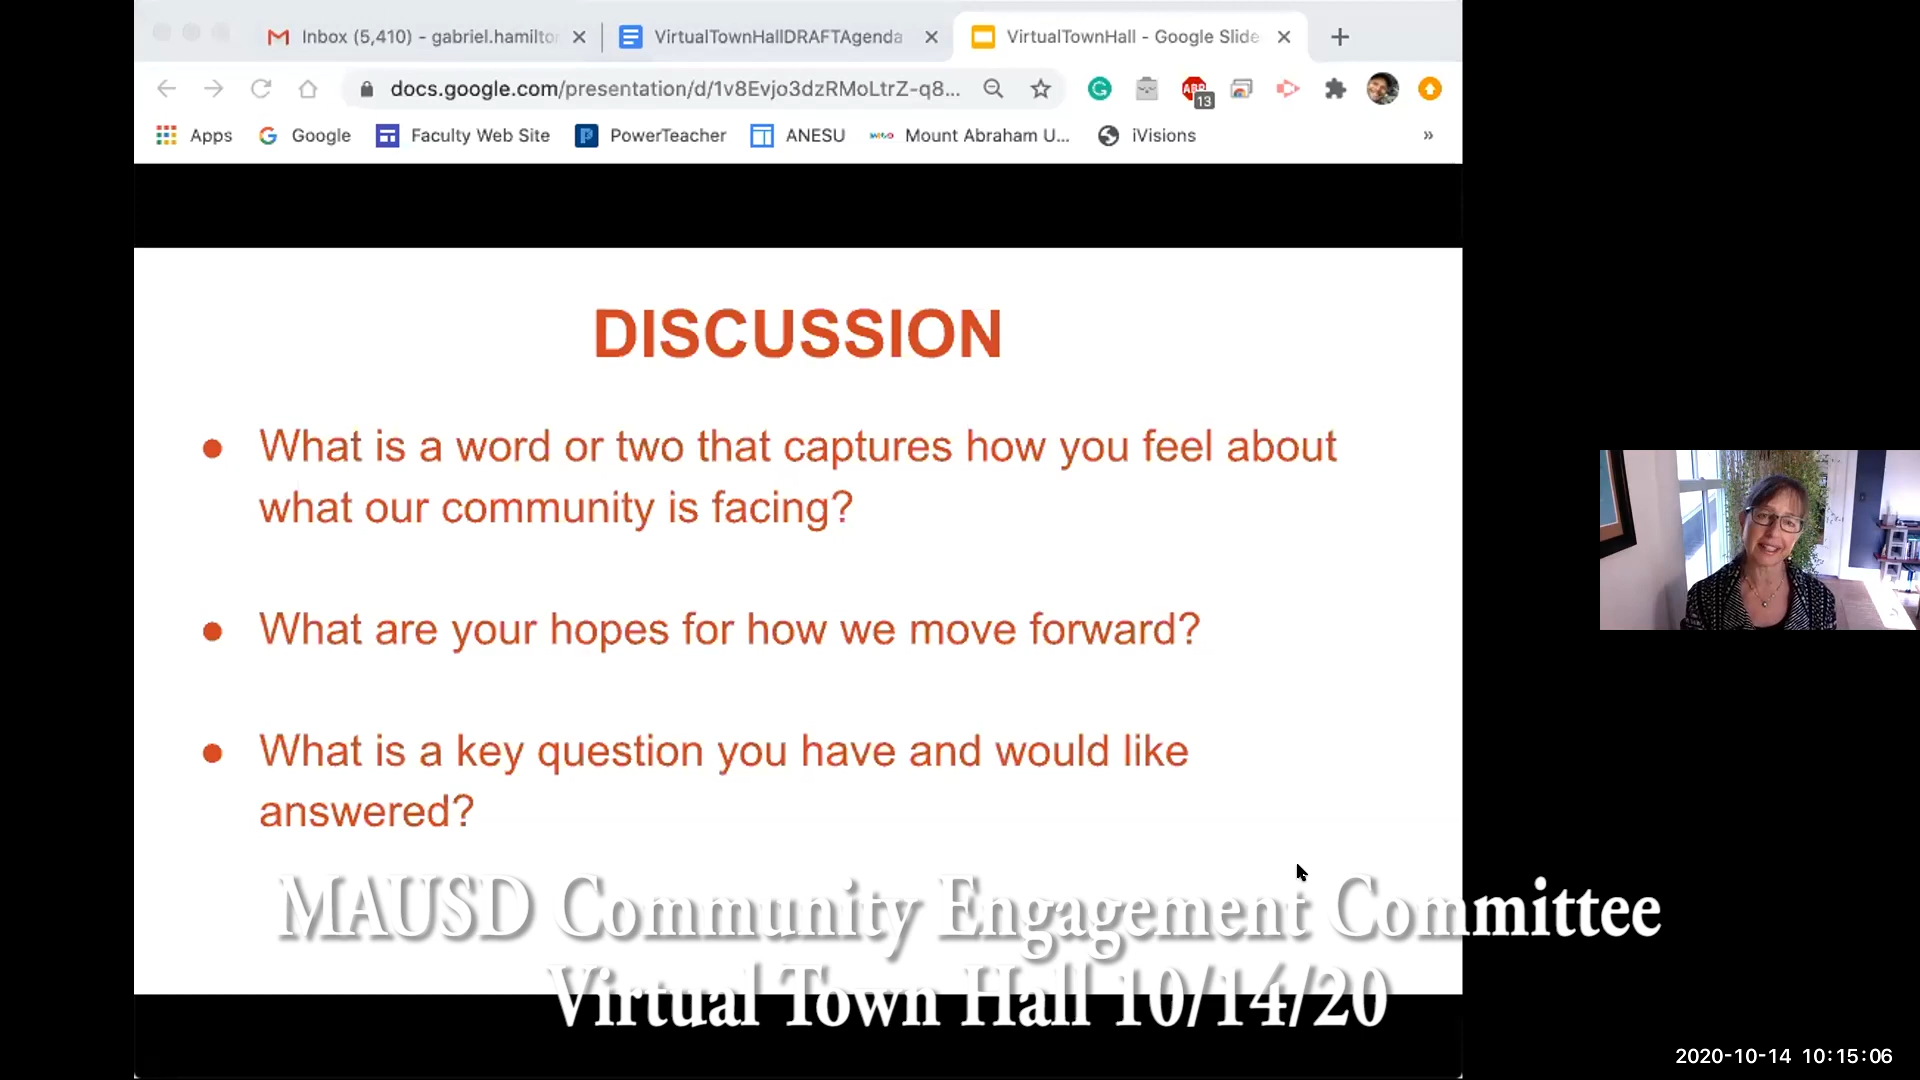 Inbox (5,410) - gabriel.hamilto
VirtualTownHallDRAFTAgenda
VirtualTownHall - Google Slide
docs.google.com/presentation/d/1v8Evjo3dzRMoLtrZ-q8...
ABP
13
Apps
Google
Faculty Web Site
PowerTeacher
ANESU
Mount Abraham U...
iVisions
»
DISCUSSION
● What is a word or two that captures how you feel about
what our community is facing?
● What are your hopes for how we move forward?
● What is a key question you have and would like
answered?
MAUSD Community Engagement Committee
Virtual Town Hall 10/14/20
2020-10-14 10:15:06